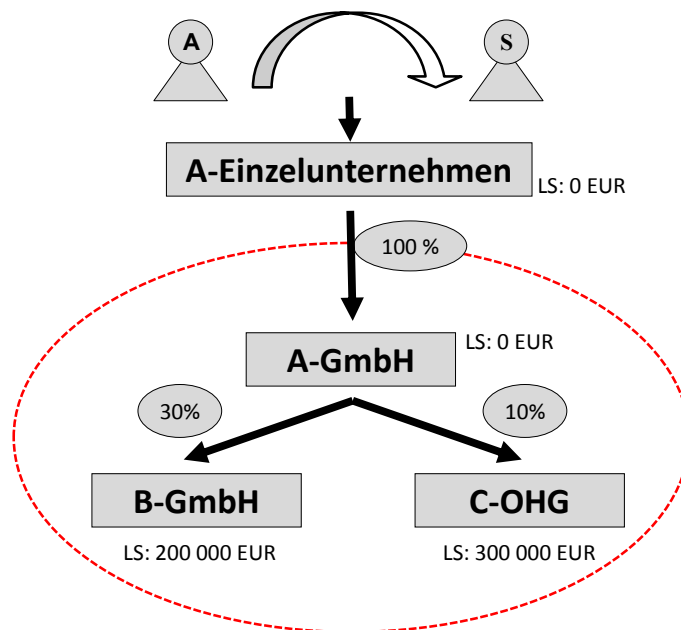 A
S
A-Einzelunternehmen
LS: 0 EUR
100 %
A-GmbH
LS: 0 EUR
30%
10%
B-GmbH
C-OHG
LS: 200 000 EUR
LS: 300 000 EUR